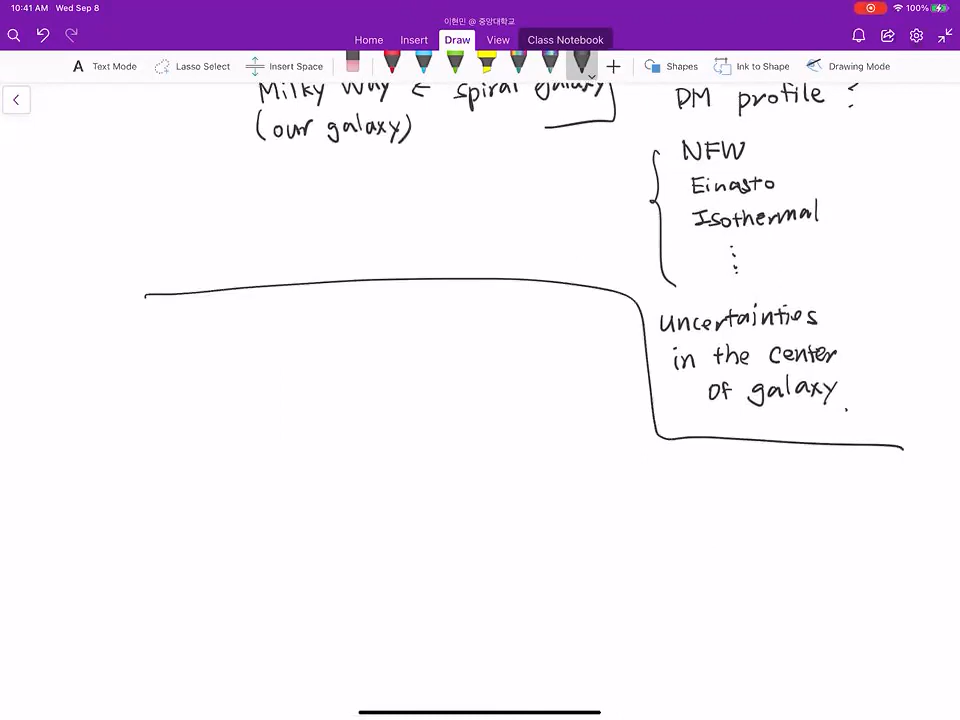 10:41 AM Wed Sep 8
100%
이현민 @ 중앙대학교
Home Insert Draw View Class Notebook
Text Mode Lasso Select Insert Space Shapes Ink to Shape Drawing Mode
Milky Way ← spiral galaxy
(our galaxy)
DM profile ?
NFW
Einasto
Isothermal
⋮
Uncertainties
in the center
of galaxy.